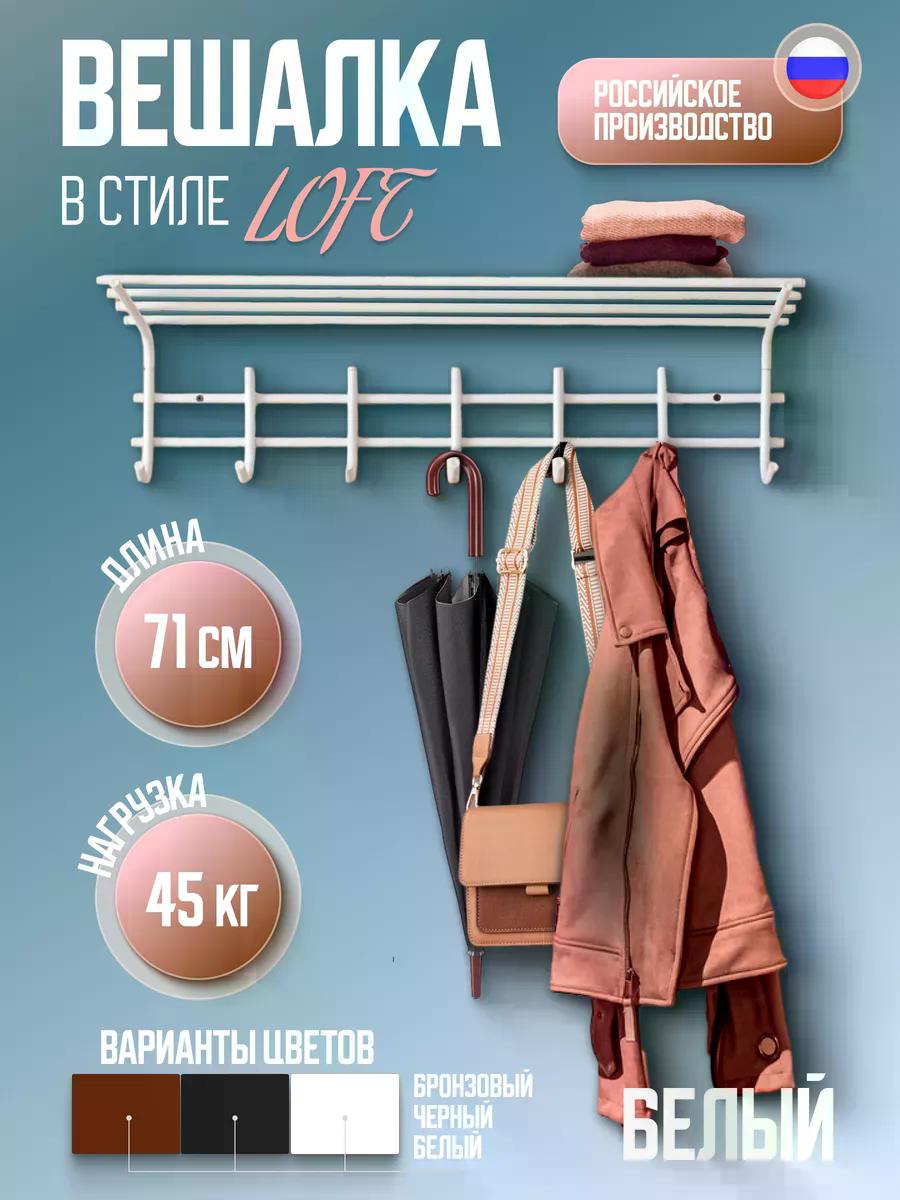 ВЕШАЛКА
В СТИЛЕ LOFT
РОССИЙСКОЕ
ПРОИЗВОДСТВО
ДЛИНА
71 СМ
НАГРУЗКА
45 КГ
ВАРИАНТЫ ЦВЕТОВ
БРОНЗОВЫЙ
ЧЕРНЫЙ
БЕЛЫЙ
БЕЛЫЙ